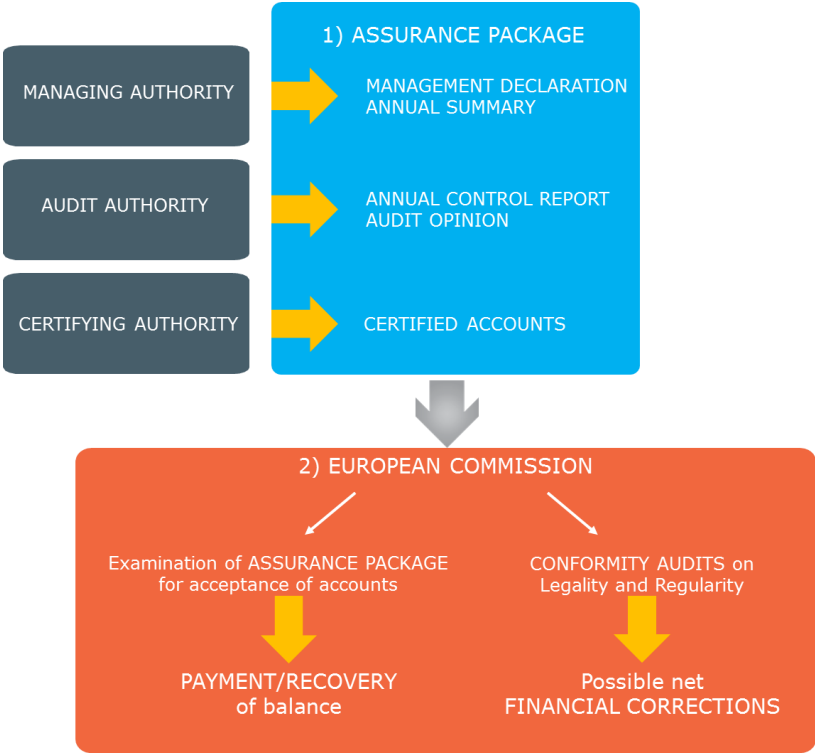 1) ASSURANCE PACKAGE
MANAGING AUTHORITY
MANAGEMENT DECLARATION
ANNUAL SUMMARY
AUDIT AUTHORITY
ANNUAL CONTROL REPORT
AUDIT OPINION
CERTIFYING AUTHORITY
CERTIFIED ACCOUNTS
2) EUROPEAN COMMISSION
Examination of ASSURANCE PACKAGE
for acceptance of accounts
CONFORMITY AUDITS on
Legality and Regularity
PAYMENT/RECOVERY
of balance
Possible net
FINANCIAL CORRECTIONS